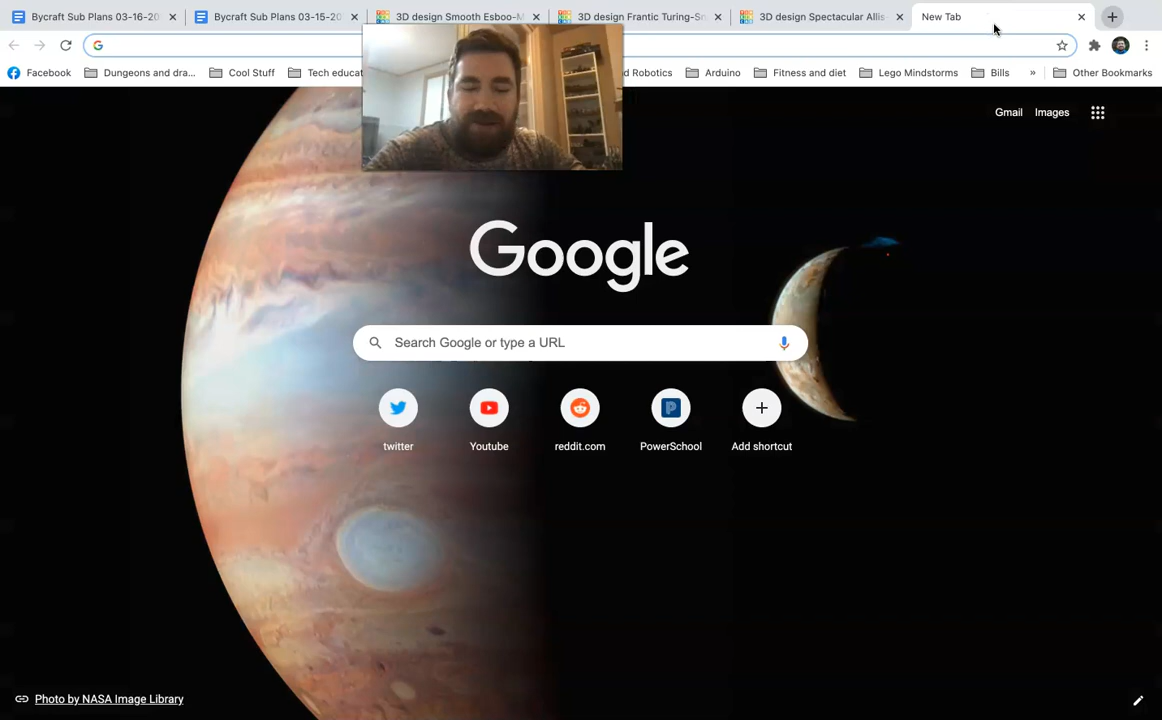 Bycraft Sub Plans 03-16-20
Bycraft Sub Plans 03-15-20
3D design Smooth Esboo-M
3D design Frantic Turing-Sn
3D design Spectacular Allis
New Tab
Facebook
Dungeons and dra...
Cool Stuff
Tech educat
d Robotics
Arduino
Fitness and diet
Lego Mindstorms
Bills
»
Other Bookmarks
Gmail
Images
Google
Search Google or type a URL
twitter
Youtube
reddit.com
PowerSchool
Add shortcut
Photo by NASA Image Library